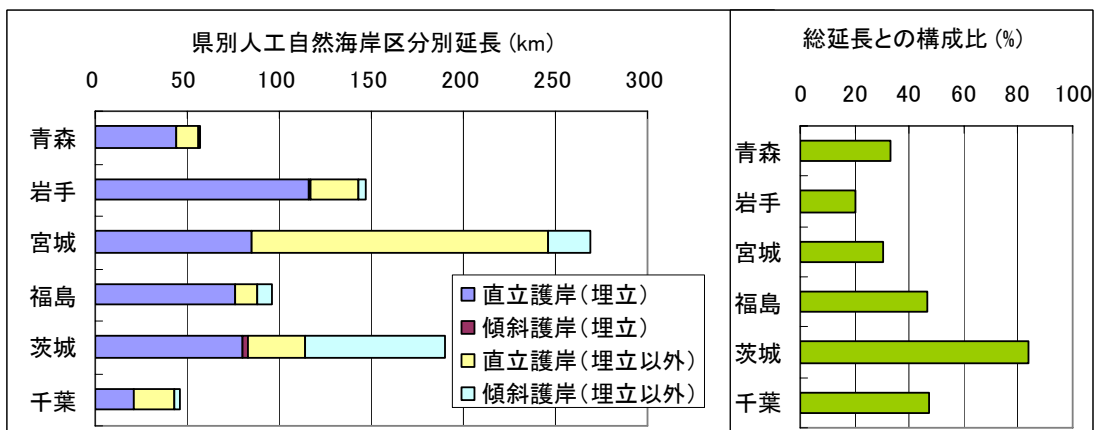 県別人工自然海岸区分別延長(km)
0 50 100 150 200 250 300
青森
岩手
宮城
福島
茨城
千葉
直立護岸(埋立)
傾斜護岸(埋立)
直立護岸(埋立以外)
傾斜護岸(埋立以外)
総延長との構成比(%)
0 20 40 60 80 100
青森
岩手
宮城
福島
茨城
千葉